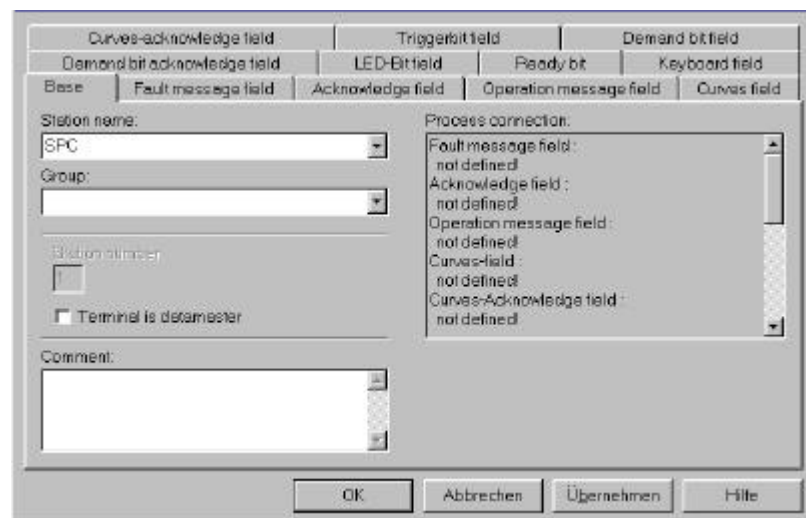 Curves-acknowledge field Triggerbit field Demand bit field
Demand bit acknowledge field LED-Bit field Ready bit Keyboard field
Base Fault message field Acknowledge field Operation message field Curves field
Station name:
SPC
Group:
Station number
1
Terminal is datamaster
Comment:
Process connection:
Fault message field :
not defined!
Acknowledge field :
not defined!
Operation message field :
not defined!
Curves-field :
not defined!
Curves-Acknowledge field :
not defined!
OK Abbrechen Übernehmen Hilfe